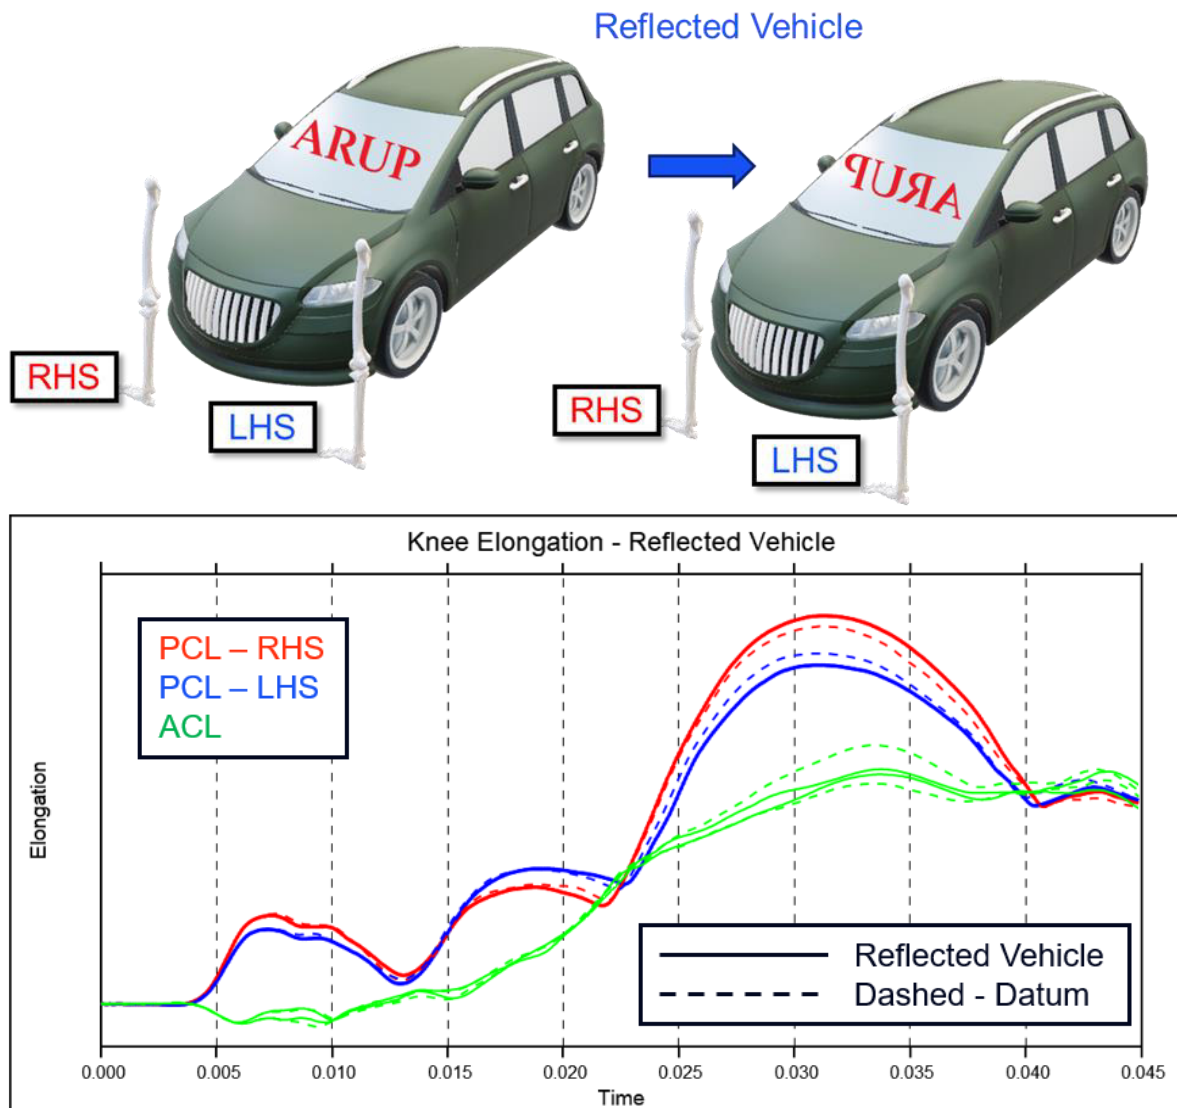 Reflected Vehicle
ARUP
ARUP
RHS
LHS
RHS
LHS
Knee Elongation - Reflected Vehicle
PCL – RHS
PCL – LHS
ACL
Elongation
Reflected Vehicle
Dashed - Datum
0.000 0.005 0.010 0.015 0.020 0.025 0.030 0.035 0.040 0.045
Time